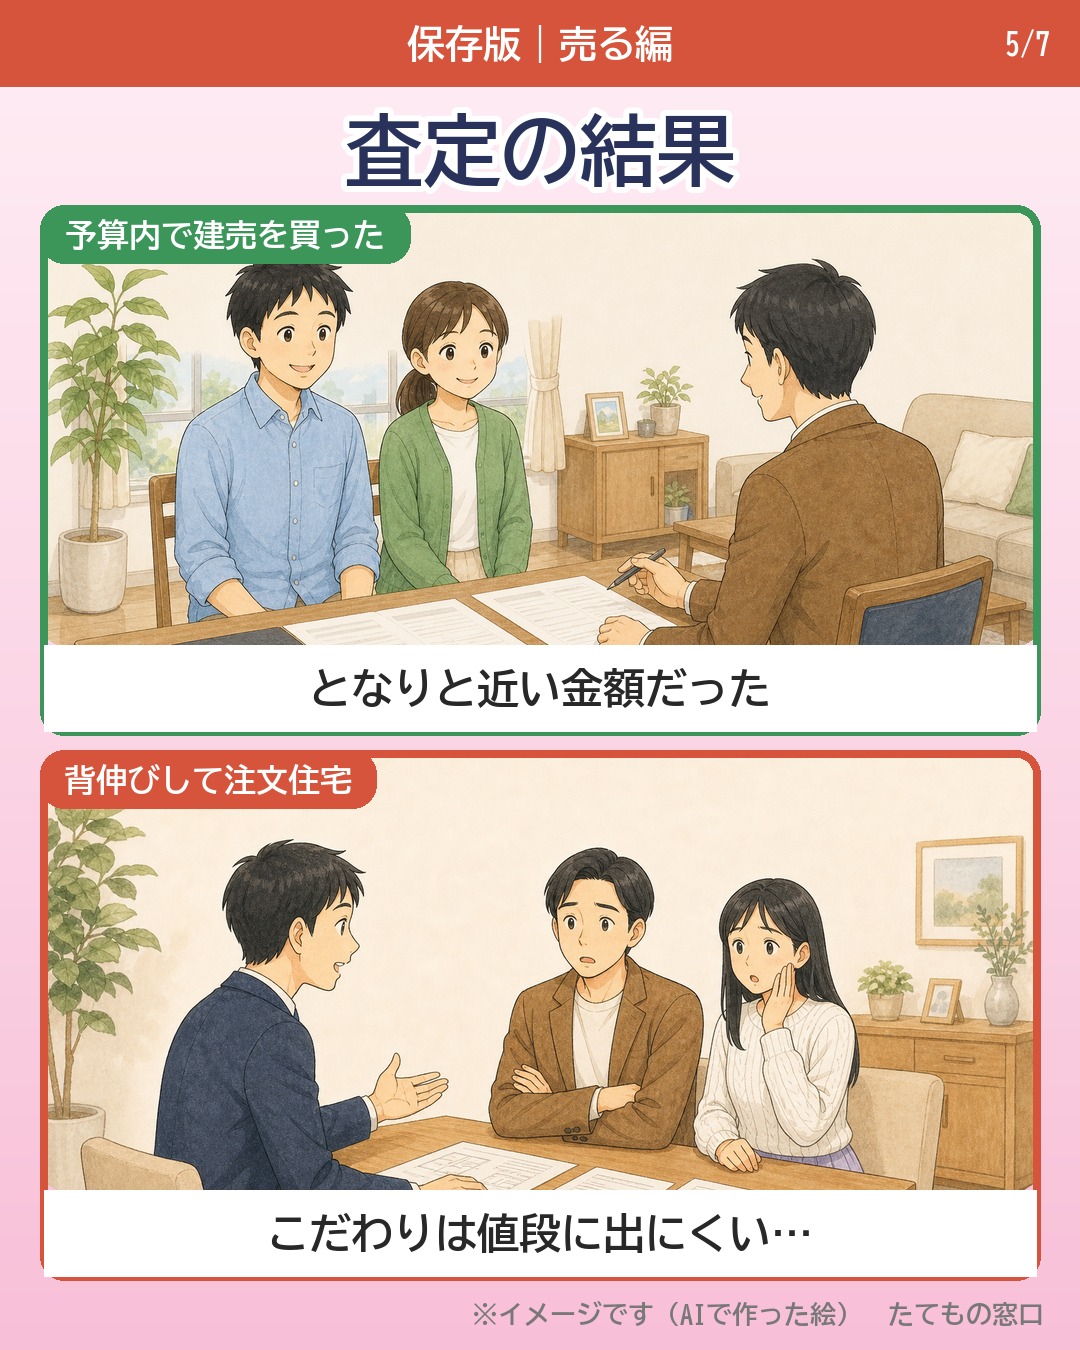 保存版｜売る編
5/7
査定の結果
予算内で建売を買った
となりと近い金額だった
背伸びして注文住宅
こだわりは値段に出にくい…
※イメージです（AIで作った絵）　たてもの窓口